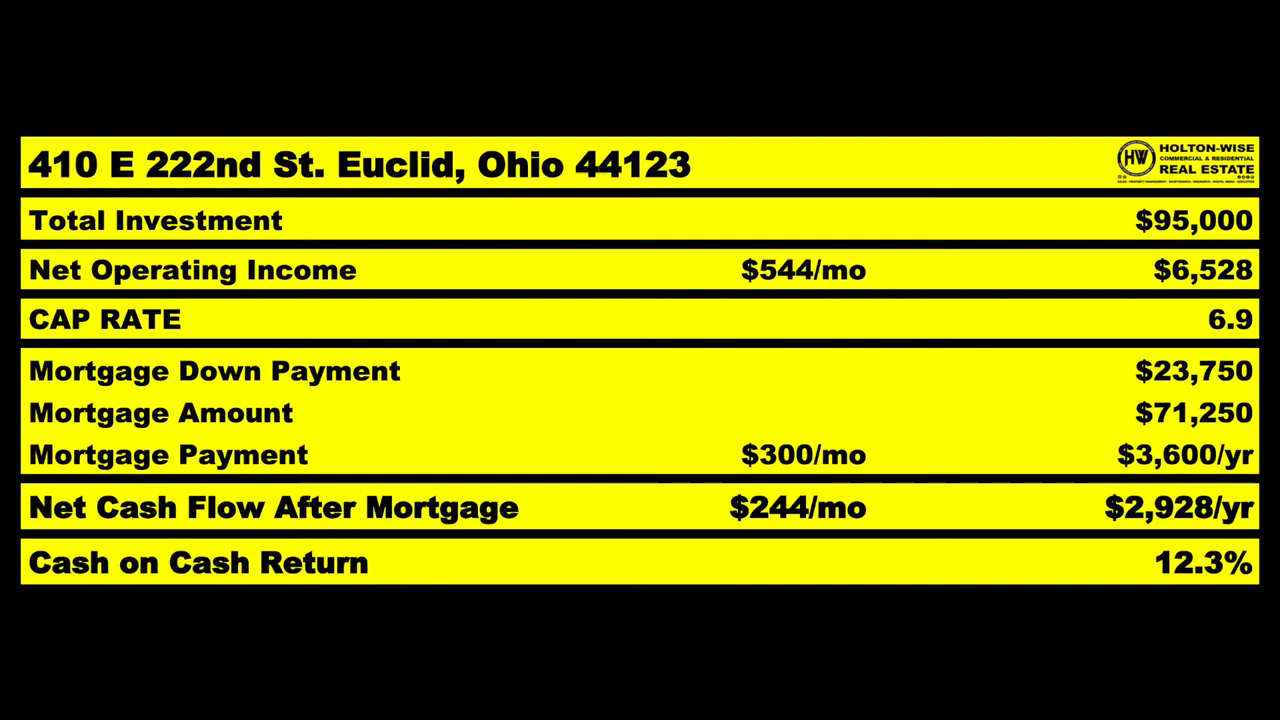 410 E 222nd St. Euclid, Ohio 44123
HW
HOLTON-WISE
COMMERCIAL & RESIDENTIAL
REAL ESTATE
Total Investment $95,000
Net Operating Income $544/mo $6,528
CAP RATE 6.9
Mortgage Down Payment $23,750
Mortgage Amount $71,250
Mortgage Payment $300/mo $3,600/yr
Net Cash Flow After Mortgage $244/mo $2,928/yr
Cash on Cash Return 12.3%